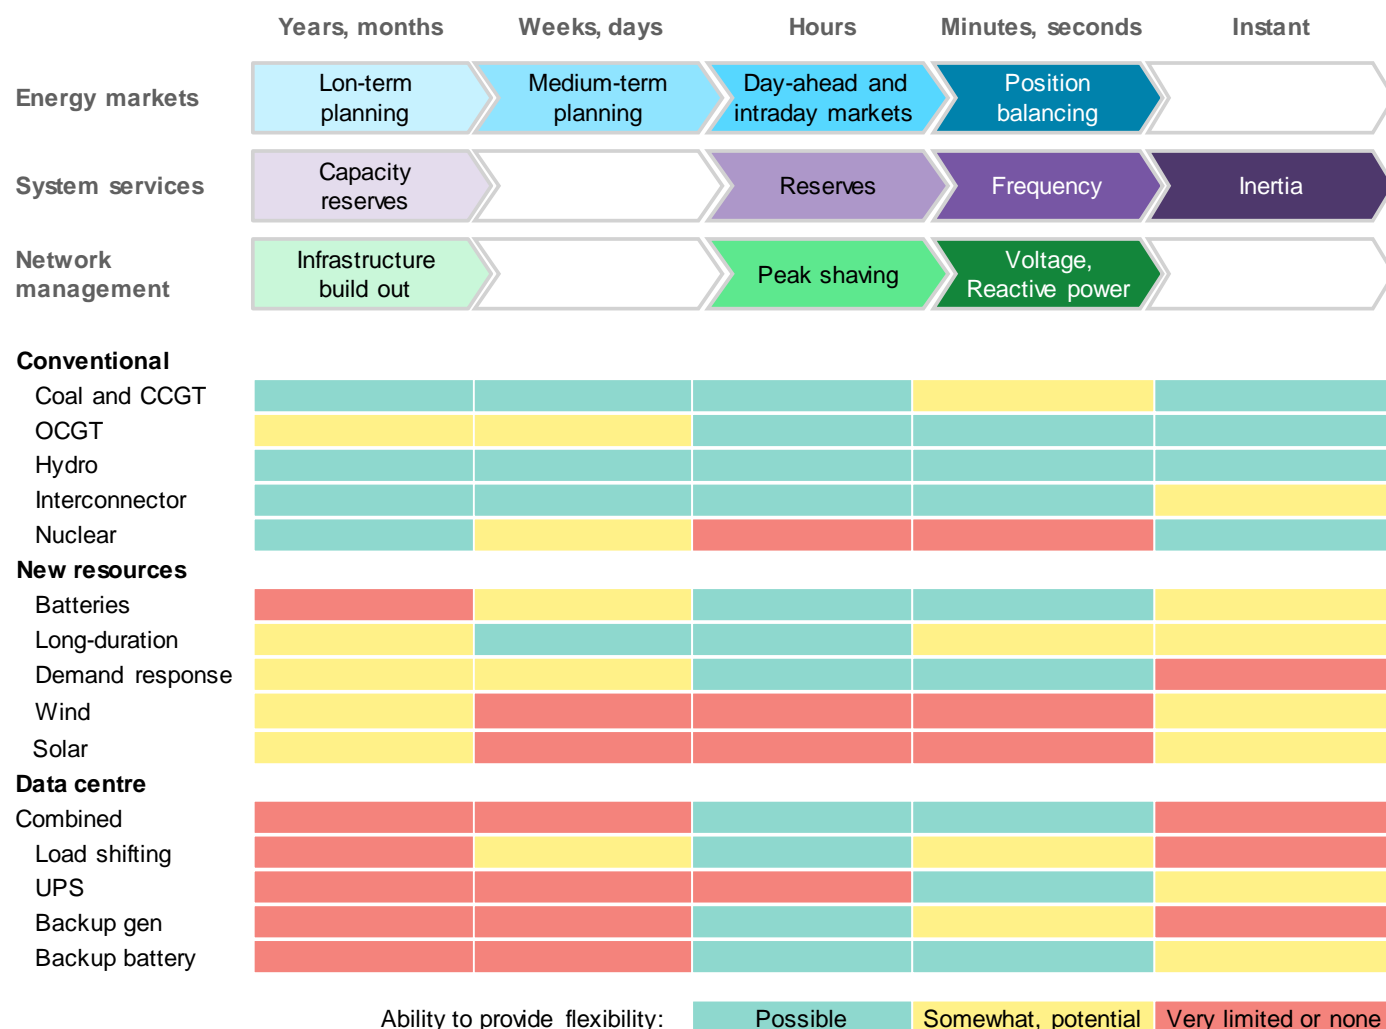 Years, months
Weeks, days
Hours
Minutes, seconds
Instant
Energy markets
Lon-term
planning
Medium-term
planning
Day-ahead and
intraday markets
Position
balancing
System services
Capacity
reserves
Reserves
Frequency
Inertia
Network
management
Infrastructure
build out
Peak shaving
Voltage,
Reactive power
Conventional
Coal and CCGT
OCGT
Hydro
Interconnector
Nuclear
New resources
Batteries
Long-duration
Demand response
Wind
Solar
Data centre
Combined
Load shifting
UPS
Backup gen
Backup battery
Ability to provide flexibility:
Possible
Somewhat, potential
Very limited or none